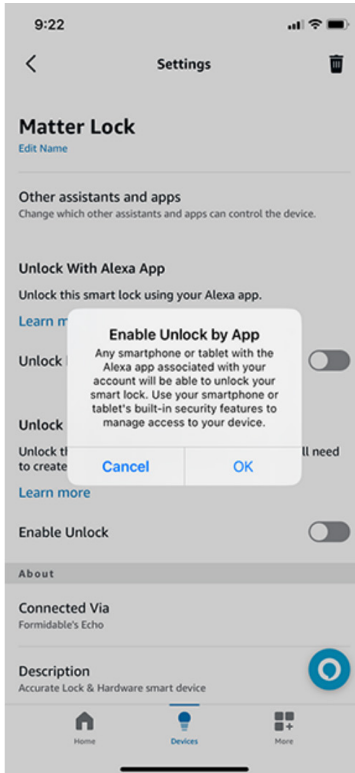 9:22
Settings
Matter Lock
Edit Name
Other assistants and apps
Change which other assistants and apps can control the device.
Unlock With Alexa App
Unlock this smart lock using your Alexa app.
Learn m
Enable Unlock by App
Any smartphone or tablet with the
Alexa app associated with your
account will be able to unlock your
smart lock. Use your smartphone or
tablet's built-in security features to
manage access to your device.
Cancel
OK
Unlock
Unlock
Unlock th
ll need
to create
Learn more
Enable Unlock
About
Connected Via
Formidable's Echo
Description
Accurate Lock & Hardware smart device
Home
Devices
More